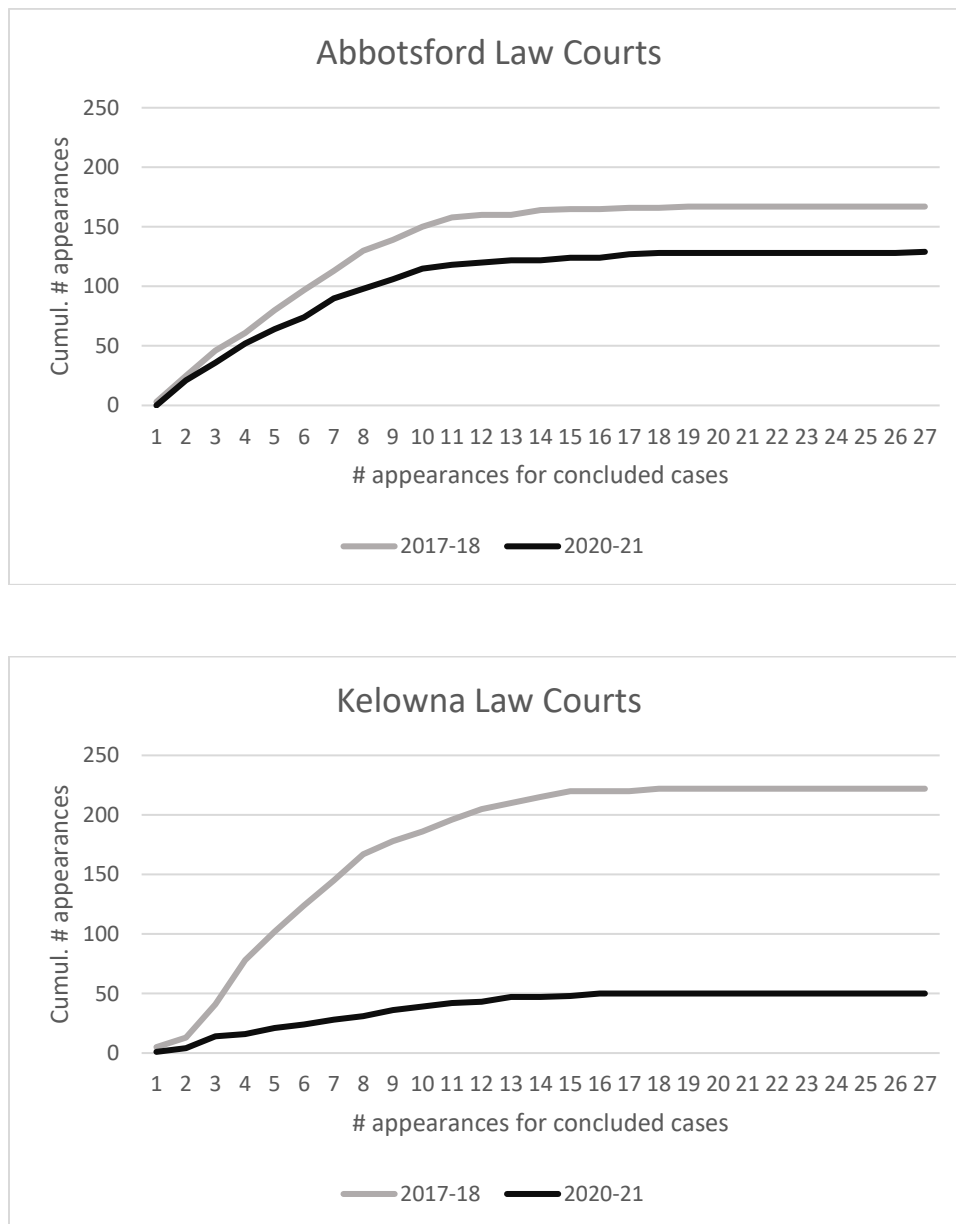 Abbotsford Law Courts
Cumul. # appearances
250
200
150
100
50
0
1 2 3 4 5 6 7 8 9 10 11 12 13 14 15 16 17 18 19 20 21 22 23 24 25 26 27
# appearances for concluded cases
2017-18 2020-21
Kelowna Law Courts
Cumul. # appearances
250
200
150
100
50
0
1 2 3 4 5 6 7 8 9 10 11 12 13 14 15 16 17 18 19 20 21 22 23 24 25 26 27
# appearances for concluded cases
2017-18 2020-21